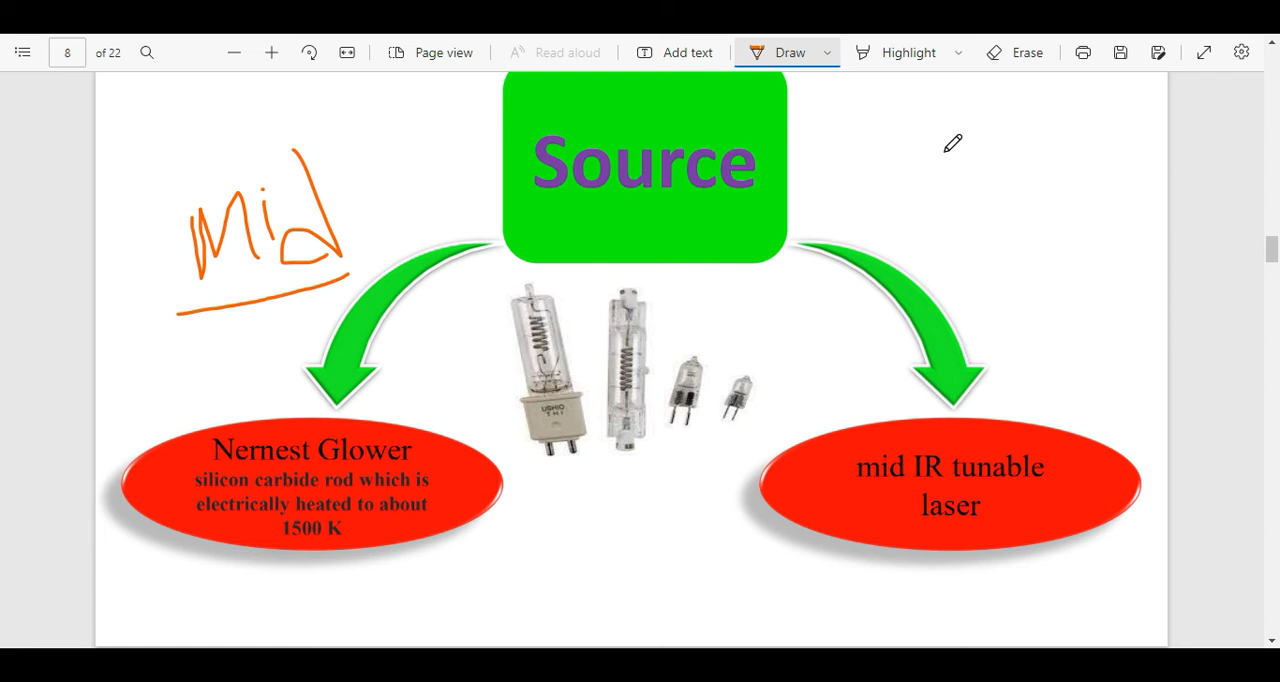 8 of 22 Page view Read aloud Add text Draw Highlight Erase
Source
Mid
USHIO
Nernest Glower
silicon carbide rod which is
electrically heated to about
1500 K
mid IR tunable
laser